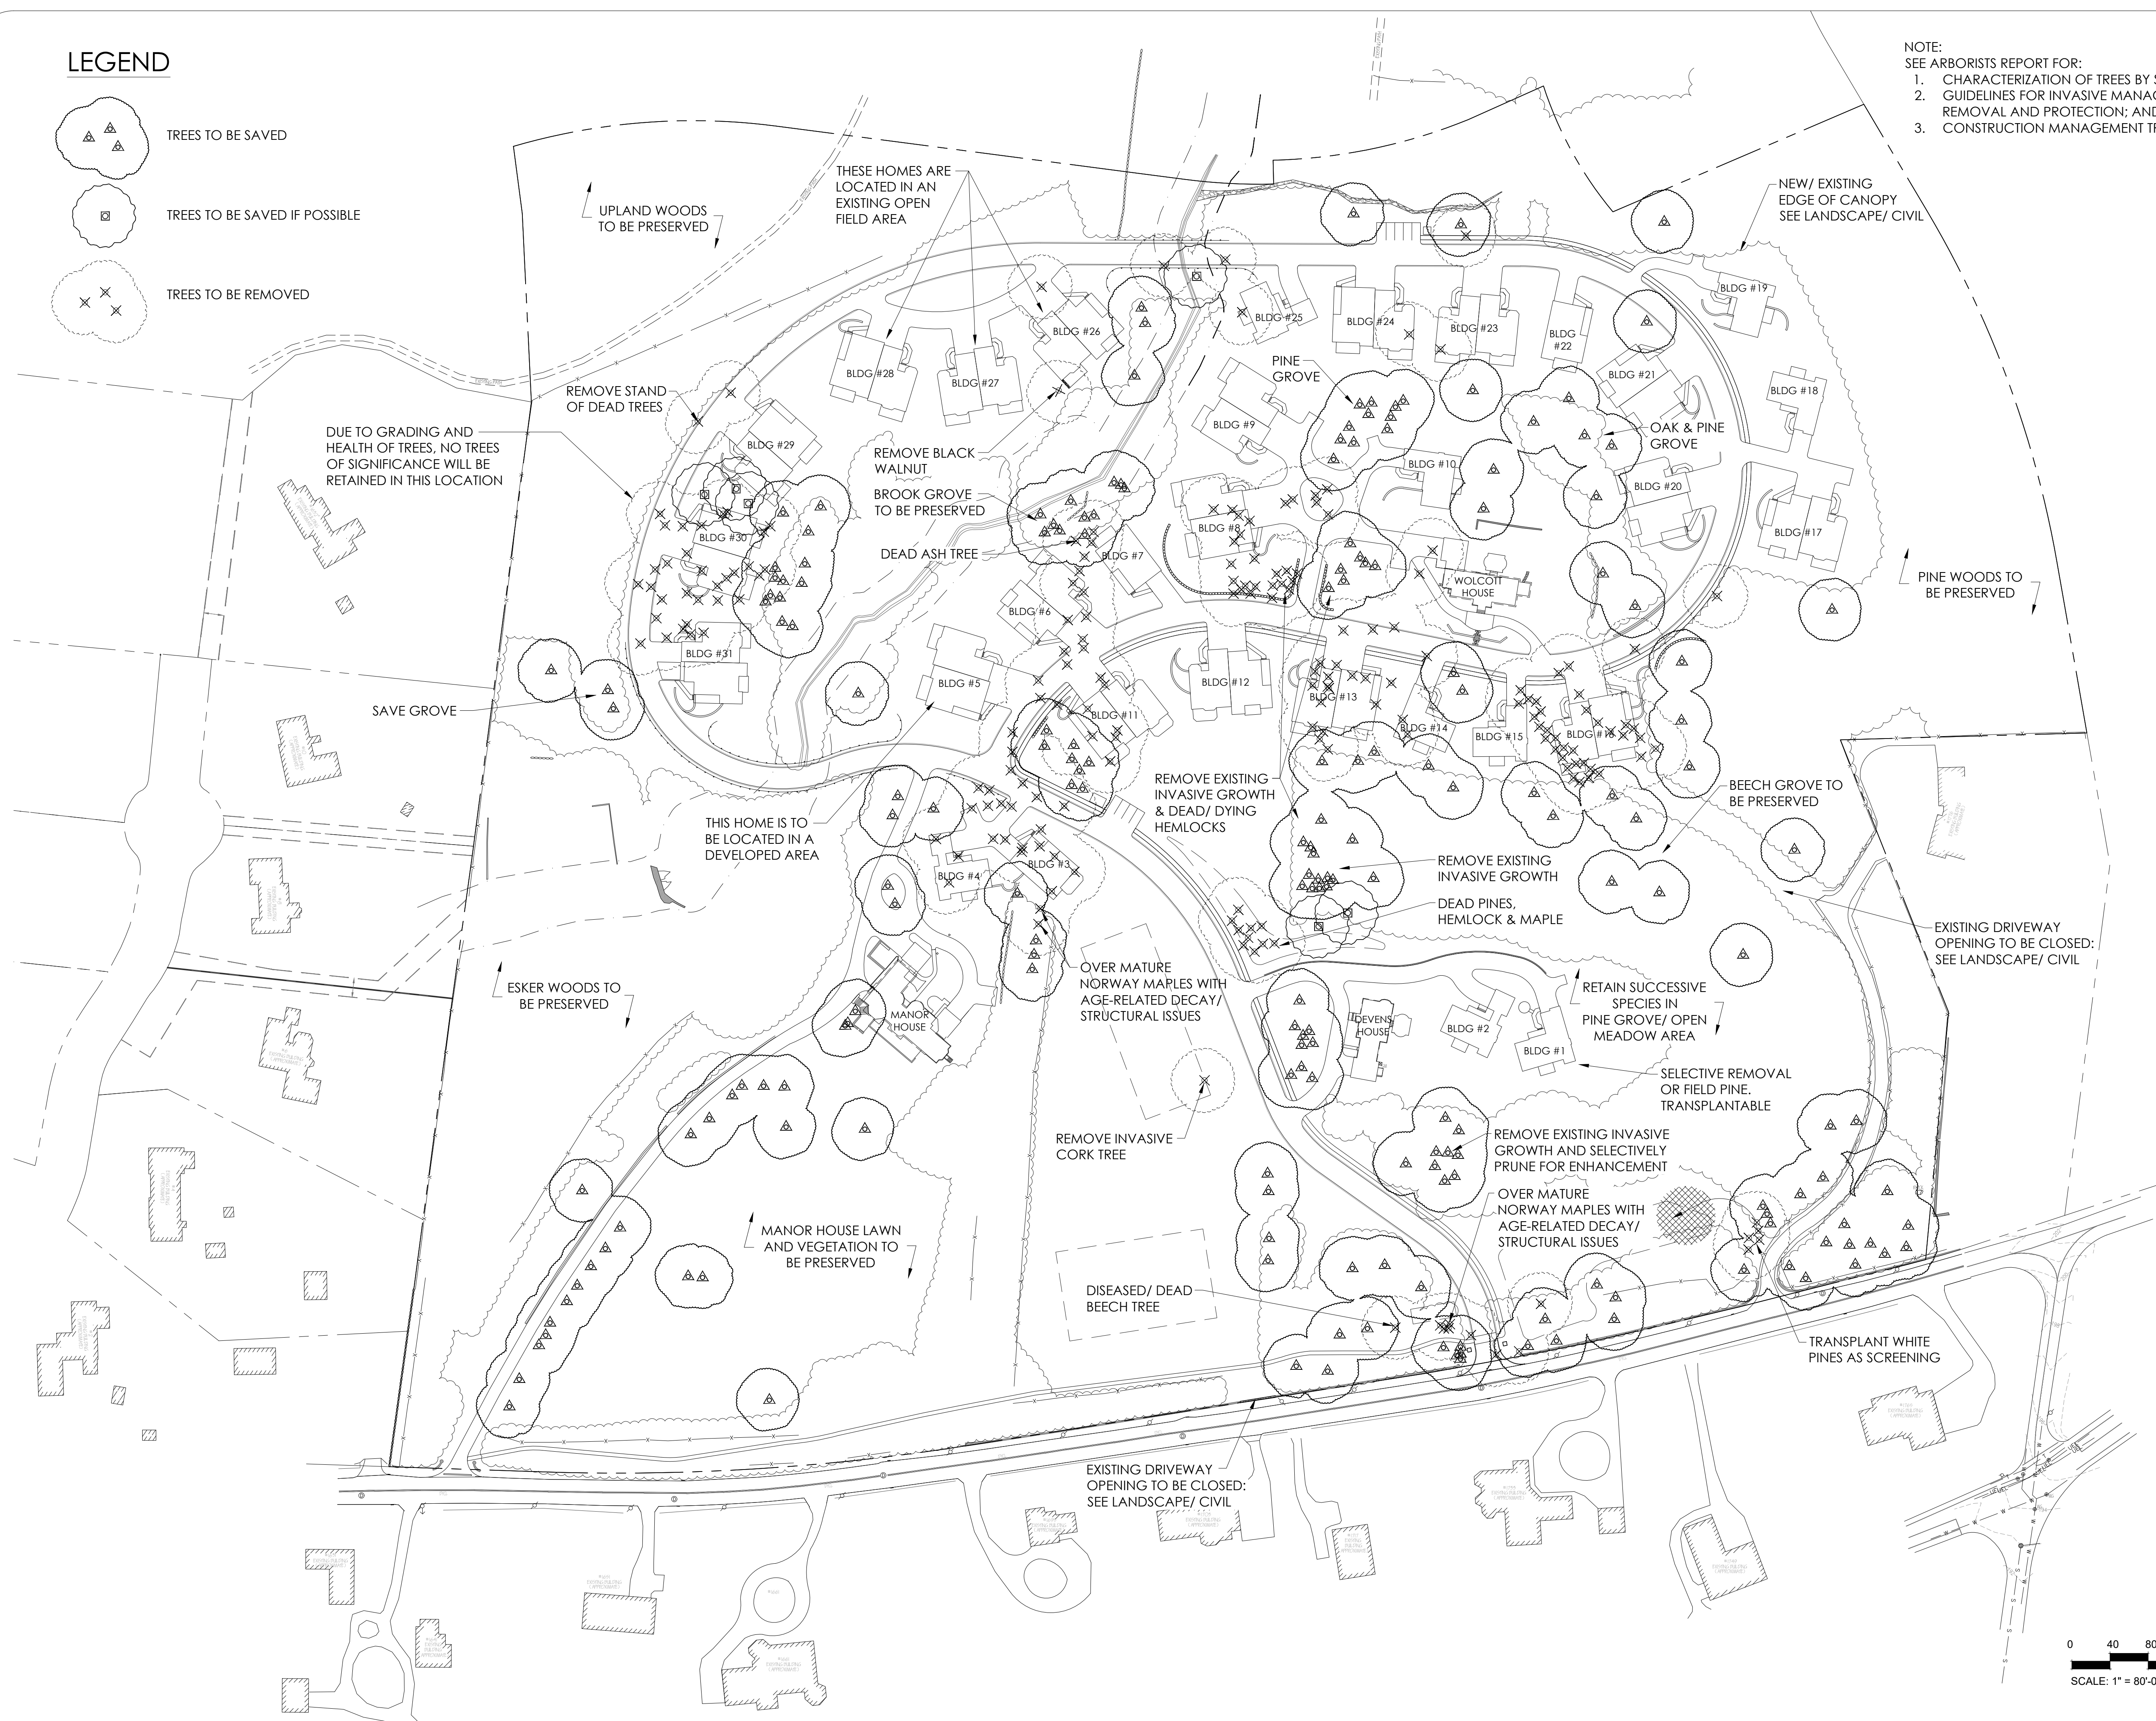 LEGEND
TREES TO BE SAVED
TREES TO BE SAVED IF POSSIBLE
TREES TO BE REMOVED
NOTE:
SEE ARBORISTS REPORT FOR:
1. CHARACTERIZATION OF TREES BY
2. GUIDELINES FOR INVASIVE
REMOVAL AND PROTECTION;
3. CONSTRUCTION MANAGEMENT
THESE HOMES ARE
LOCATED IN AN
EXISTING OPEN
FIELD AREA
UPLAND WOODS
TO BE PRESERVED
NEW/ EXISTING
EDGE OF CANOPY
SEE LANDSCAPE/ CIVIL
BLDG #19
BLDG #26
BLDG #25
BLDG #24
BLDG #23
BLDG
#22
BLDG #28
BLDG #27
BLDG #21
BLDG #18
PINE
GROVE
REMOVE STAND
OF DEAD TREES
DUE TO GRADING AND
HEALTH OF TREES, NO TREES
OF SIGNIFICANCE WILL BE
RETAINED IN THIS LOCATION
BLDG #29
BLDG #9
OAK & PINE
GROVE
REMOVE BLACK
WALNUT
BLDG #10
BLDG #20
BROOK GROVE
TO BE PRESERVED
BLDG #30
BLDG #8
BLDG #17
DEAD ASH TREE
BLDG #7
WOLCOTT
HOUSE
PINE WOODS TO
BE PRESERVED
BLDG #6
BLDG #31
BLDG #5
BLDG #12
BLDG #13
SAVE GROVE
BLDG #11
BLDG #14
BLDG #15
BLDG #16
REMOVE EXISTING
INVASIVE GROWTH
& DEAD/ DYING
HEMLOCKS
BEECH GROVE TO
BE PRESERVED
THIS HOME IS TO
BE LOCATED IN A
DEVELOPED AREA
BLDG #3
BLDG #4
REMOVE EXISTING
INVASIVE GROWTH
DEAD PINES,
HEMLOCK & MAPLE
EXISTING DRIVEWAY
OPENING TO BE CLOSED:
SEE LANDSCAPE/ CIVIL
OVER MATURE
NORWAY MAPLES WITH
AGE-RELATED DECAY/
STRUCTURAL ISSUES
ESKER WOODS TO
BE PRESERVED
RETAIN SUCCESSIVE
SPECIES IN
PINE GROVE/ OPEN
MEADOW AREA
MANOR
HOUSE
DEVENS
HOUSE
BLDG #2
BLDG #1
SELECTIVE REMOVAL
OR FIELD PINE.
TRANSPLANTABLE
REMOVE INVASIVE
CORK TREE
REMOVE EXISTING INVASIVE
GROWTH AND SELECTIVELY
PRUNE FOR ENHANCEMENT
OVER MATURE
NORWAY MAPLES WITH
AGE-RELATED DECAY/
STRUCTURAL ISSUES
MANOR HOUSE LAWN
AND VEGETATION TO
BE PRESERVED
DISEASED/ DEAD
BEECH TREE
TRANSPLANT WHITE
PINES AS SCREENING
EXISTING DRIVEWAY
OPENING TO BE CLOSED:
SEE LANDSCAPE/ CIVIL
0 40 80
SCALE: 1" = 80'-0